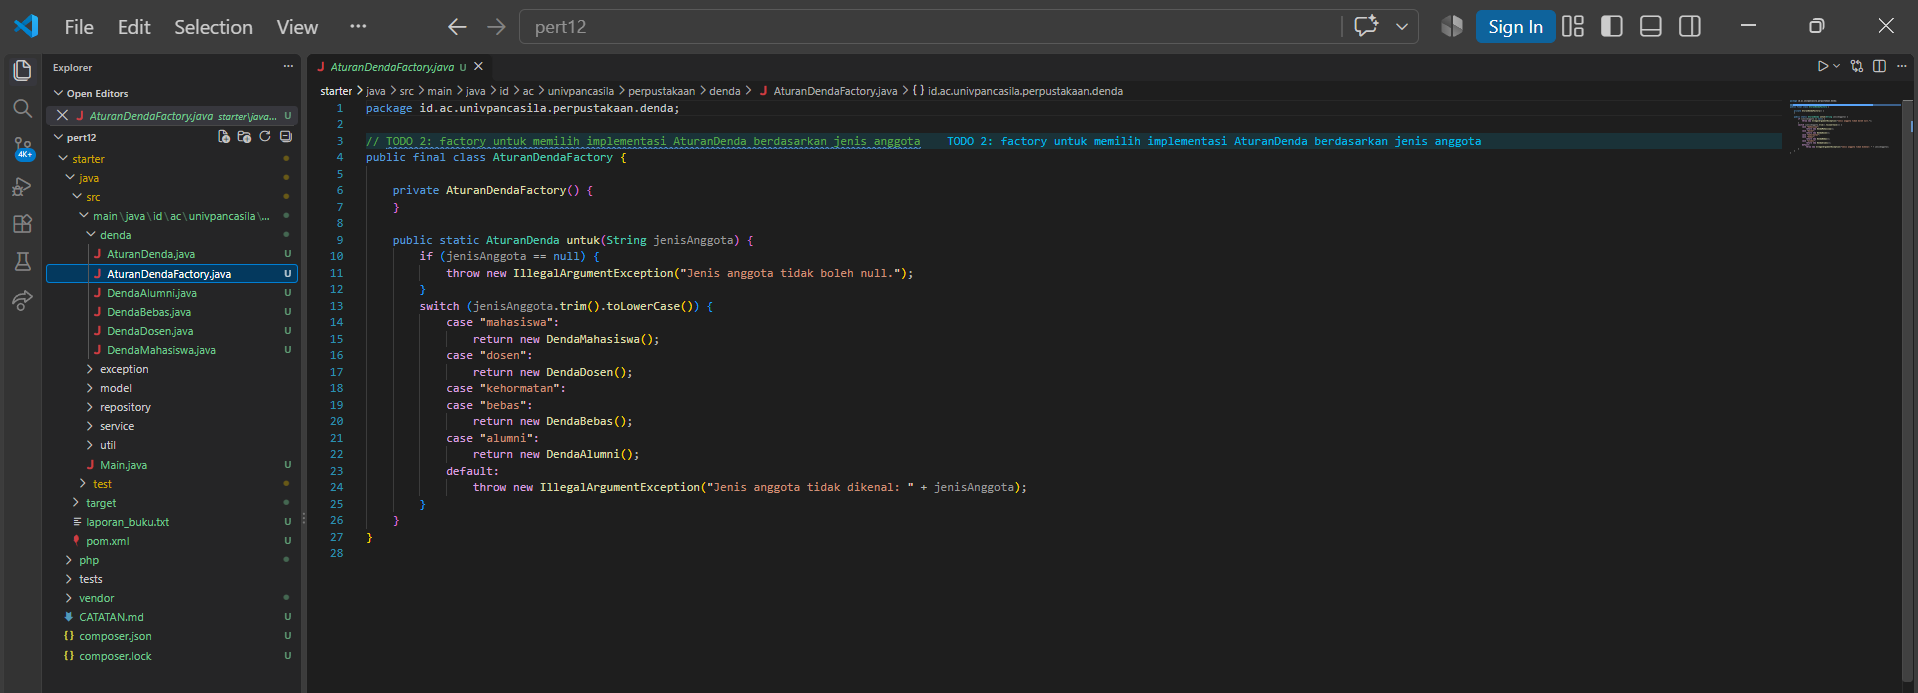 File Edit Selection View ··· pert12 Sign In
Explorer ···
Open Editors
AturanDendaFactory.java starter\java... U
pert12
starter
java
src
main\java\id\ac\univpancasila\...
denda
AturanDenda.java U
AturanDendaFactory.java U
DendaAlumni.java U
DendaBebas.java U
DendaDosen.java U
DendaMahasiswa.java U
exception
model
repository
service
util
Main.java U
test
target
laporan_buku.txt U
pom.xml U
php
tests
vendor
CATATAN.md U
composer.json U
composer.lock U
4K+
AturanDendaFactory.java U
starter > java > src > main > java > id > ac > univpancasila > perpustakaan > denda > AturanDendaFactory.java > {} id.ac.univpancasila.perpustakaan.denda
1 package id.ac.univpancasila.perpustakaan.denda;
2
3 // TODO 2: factory untuk memilih implementasi AturanDenda berdasarkan jenis anggota TODO 2: factory untuk memilih implementasi AturanDenda berdasarkan jenis anggota
4 public final class AturanDendaFactory {
5
6 private AturanDendaFactory() {
7 }
8
9 public static AturanDenda untuk(String jenisAnggota) {
10 if (jenisAnggota == null) {
11 throw new IllegalArgumentException("Jenis anggota tidak boleh null.");
12 }
13 switch (jenisAnggota.trim().toLowerCase()) {
14 case "mahasiswa":
15 return new DendaMahasiswa();
16 case "dosen":
17 return new DendaDosen();
18 case "kehormatan":
19 case "bebas":
20 return new DendaBebas();
21 case "alumni":
22 return new DendaAlumni();
23 default:
24 throw new IllegalArgumentException("Jenis anggota tidak dikenal: " + jenisAnggota);
25 }
26 }
27 }
28